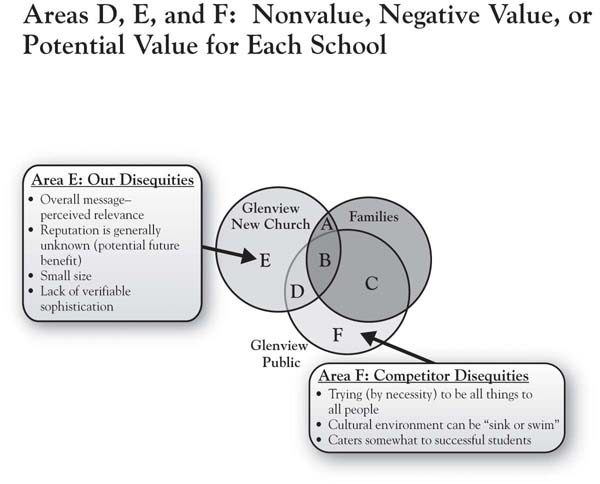 Areas D, E, and F: Nonvalue, Negative Value, or
Potential Value for Each School
Area E: Our Disequities
• Overall message–
perceived relevance
• Reputation is generally
unknown (potential future
benefit)
• Small size
• Lack of verifiable
sophistication
Glenview
New Church
Families
A
E
B
D
C
F
Glenview
Public
Area F: Competitor Disequities
• Trying (by necessity) to be all things to
all people
• Cultural environment can be “sink or swim”
• Caters somewhat to successful students